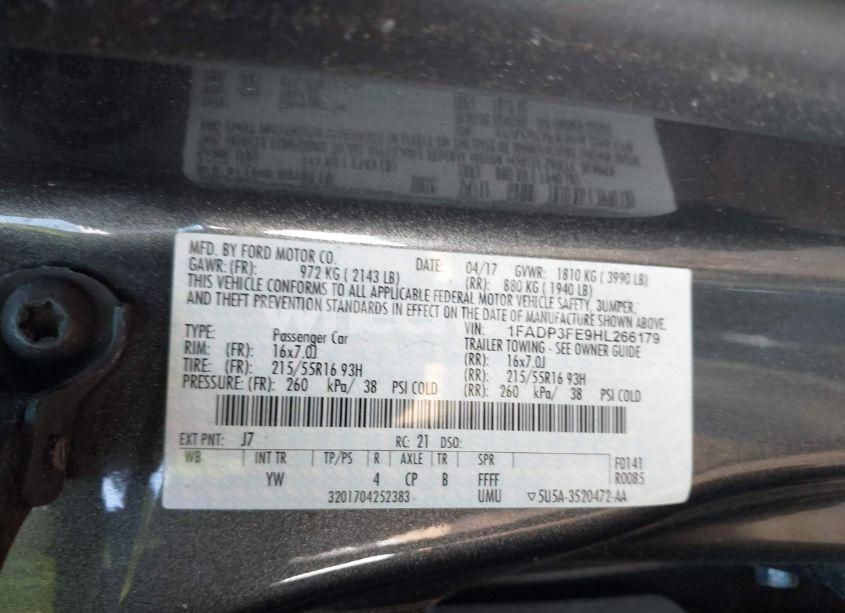 MFD. BY FORD MOTOR CO. DATE: 04/17 GVWR: 1810 KG ( 3990 LB)
GAWR: (FR): 972 KG ( 2143 LB) (RR): 880 KG ( 1940 LB)
THIS VEHICLE CONFORMS TO ALL APPLICABLE FEDERAL MOTOR VEHICLE SAFETY, BUMPER,
AND THEFT PREVENTION STANDARDS IN EFFECT ON THE DATE OF MANUFACTURE SHOWN ABOVE.
VIN: 1FADP3FE9HL266179
TYPE: Passenger Car TRAILER TOWING - SEE OWNER GUIDE
RIM: (FR): 16x7.0J (RR): 16x7.0J
TIRE: (FR): 215/55R16 93H (RR): 215/55R16 93H
PRESSURE: (FR): 260 kPa/ 38 PSI COLD (RR): 260 kPa/ 38 PSI COLD
EXT PNT: J7 RC: 21 DSO:
WB INT TR TP/PS R AXLE TR SPR F0141
YW 4 CP B FFFF R0085
3201704252383 UMU ▽5U5A-3520472-AA